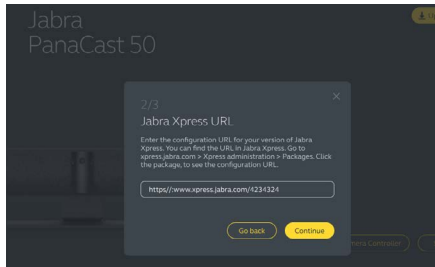 Jabra
PanaCast 50
2/3
Jabra Xpress URL
Enter the configuration URL for your version of Jabra
Xpress. You can find the URL in Jabra Xpress. Go to
xpress.jabra.com > Xpress administration > Packages. Click
the package, to see the configuration URL.
https//:www.xpress.jabra.com/4234324
Go back
Continue
mera Controller